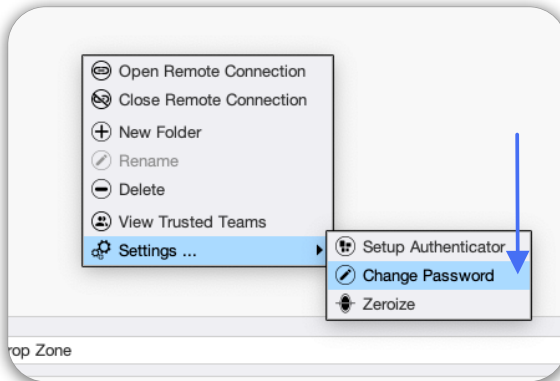 Open Remote Connection
Close Remote Connection
New Folder
Rename
Delete
View Trusted Teams
Settings ...
Setup Authenticator
Change Password
Zeroize
rop Zone